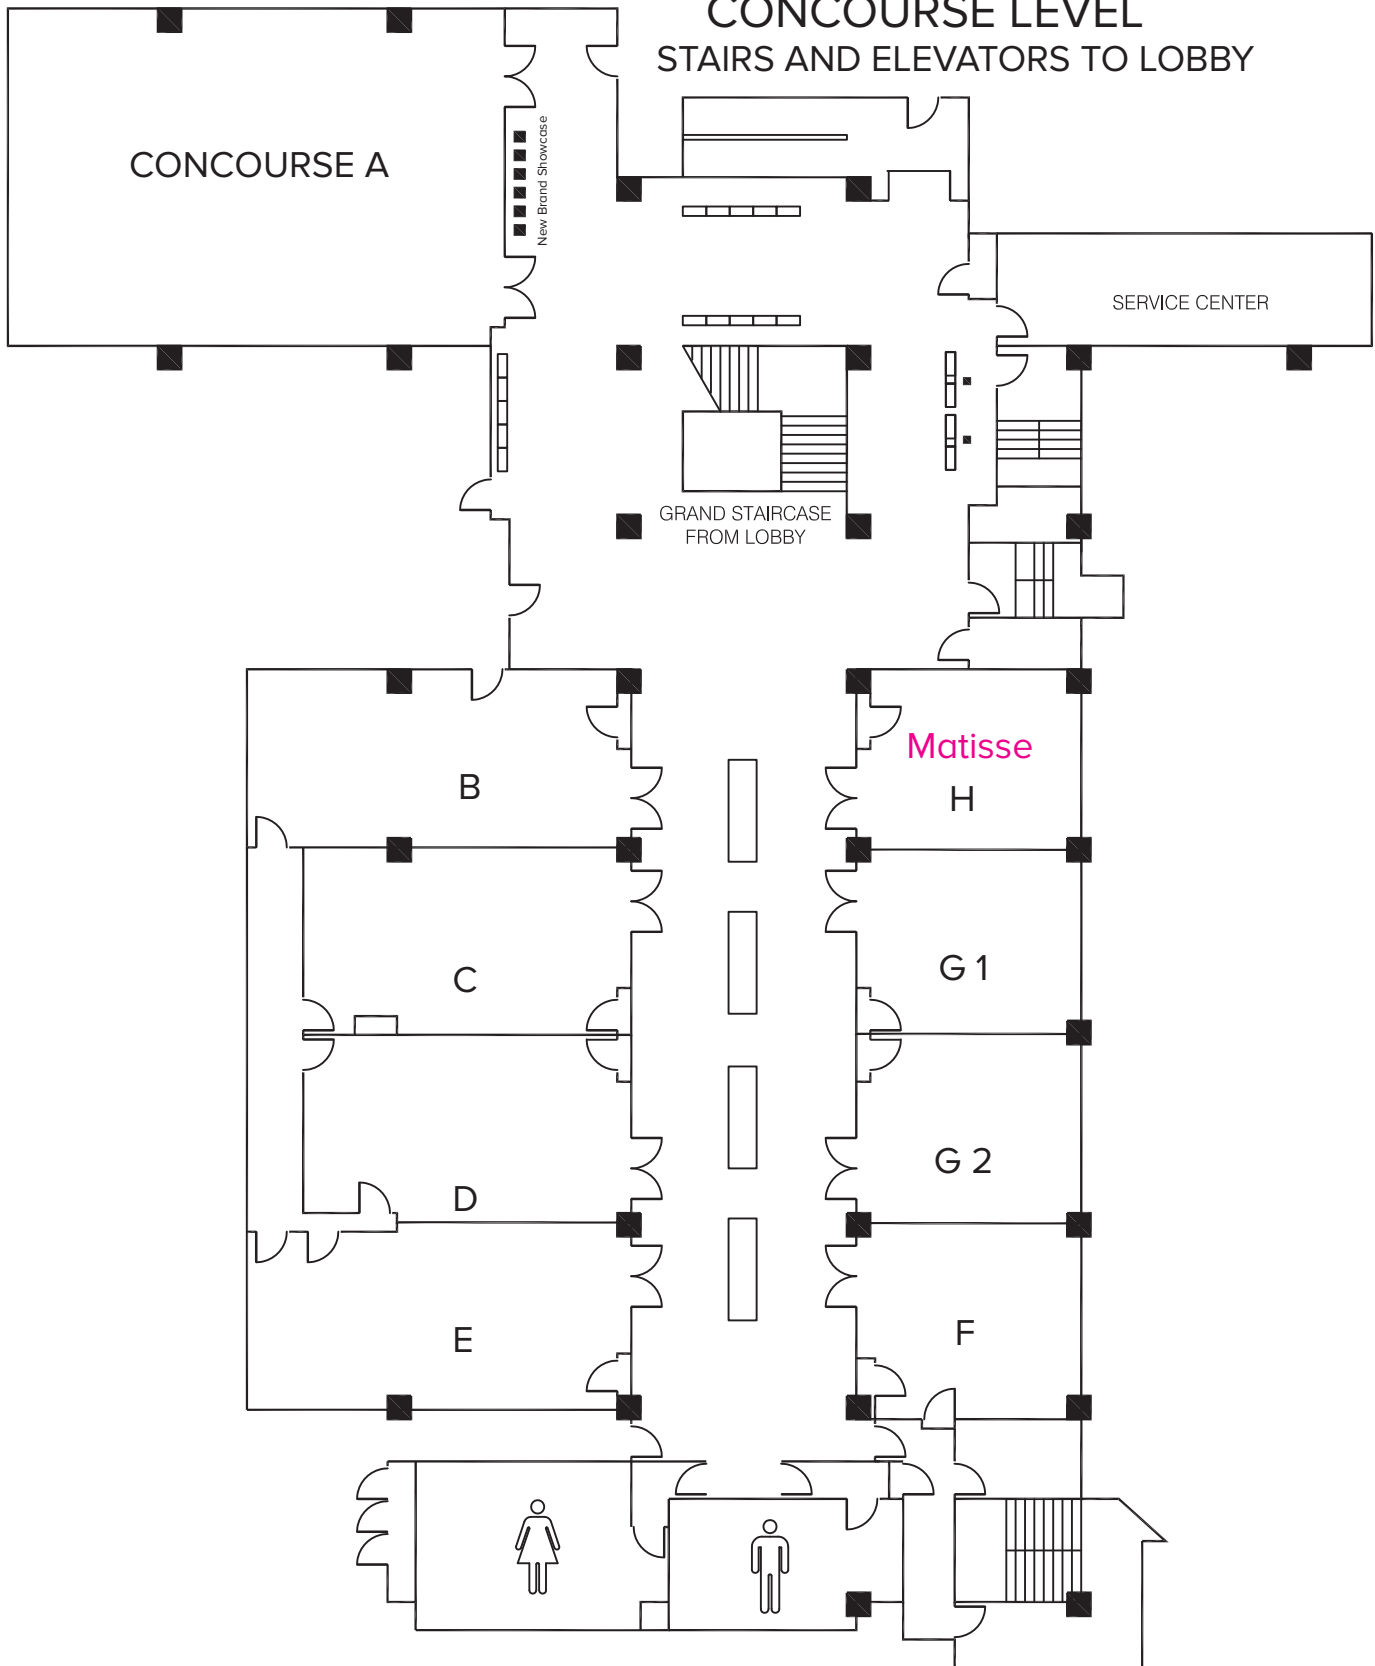 CONCOURSE LEVEL
STAIRS AND ELEVATORS TO LOBBY
CONCOURSE A
New Brand Showcase
SERVICE CENTER
GRAND STAIRCASE
FROM LOBBY
Matisse
B
H
C
G 1
D
G 2
E
F